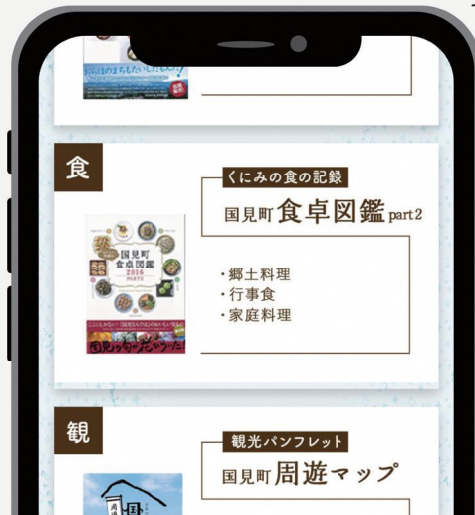 食
くにみの食の記録
国見町食卓図鑑part2
国見町
食卓図鑑
2016
PART2
・郷土料理
・行事食
・家庭料理
観
観光パンフレット
国見町周遊マップ